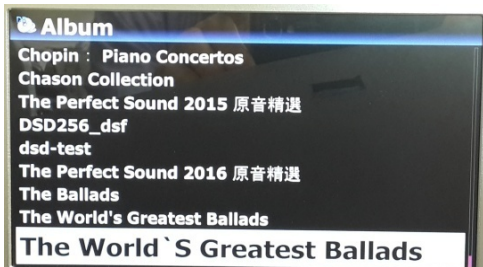 Album
Chopin : Piano Concertos
Chason Collection
The Perfect Sound 2015 原音精選
DSD256_dsf
dsd-test
The Perfect Sound 2016 原音精選
The Ballads
The World's Greatest Ballads
The World`S Greatest Ballads